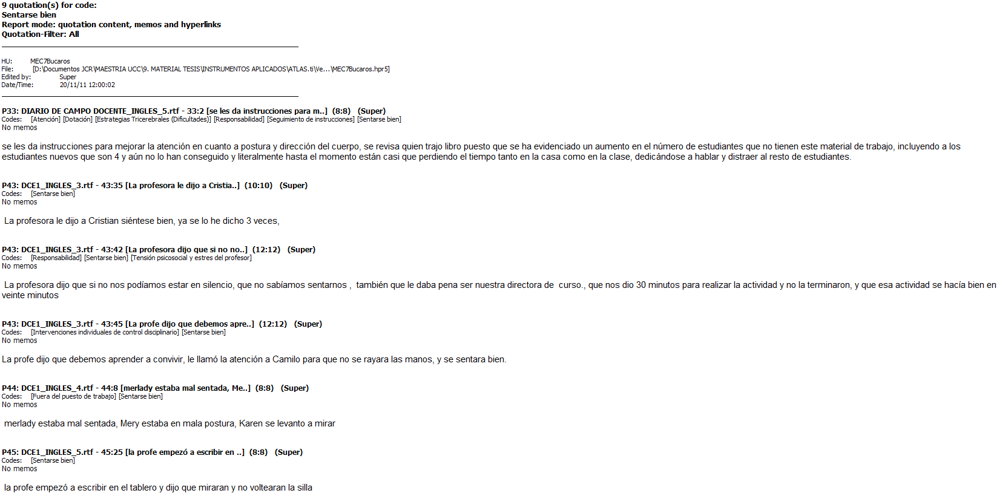 9 quotation(s) for code:
Sentarse bien
Report mode: quotation content, memos and hyperlinks
Quotation-Filter: All
HU: MEC7Bucaros
File: [D:\Documentos JCR\MAESTRIA UCC\9. MATERIAL TESIS\INSTRUMENTOS APLICADOS\ATLAS.ti\Ve...\MEC7Bucaros.hpr5]
Edited by: Super
Date/Time: 20/11/11 12:00:02
P33: DIARIO DE CAMPO DOCENTE_INGLES_5.rtf - 33:2 [se les da instrucciones para m..] (8:8) (Super)
Codes: [Atención] [Dotación] [Estrategias Tricerebrales (Dificultades)] [Responsabilidad] [Seguimiento de instrucciones] [Sentarse bien]
No memos
se les da instrucciones para mejorar la atención en cuanto a postura y dirección del cuerpo, se revisa quien trajo libro puesto que se ha evidenciado un aumento en el número de estudiantes que no tienen este material de trabajo, incluyendo a los
estudiantes nuevos que son 4 y aún no lo han conseguido y literalmente hasta el momento están casi que perdiendo el tiempo tanto en la casa como en la clase, dedicándose a hablar y distraer al resto de estudiantes.
P43: DCE1_INGLES_3.rtf - 43:35 [La profesora le dijo a Cristia..] (10:10) (Super)
Codes: [Sentarse bien]
No memos
La profesora le dijo a Cristian siéntese bien, ya se lo he dicho 3 veces,
P43: DCE1_INGLES_3.rtf - 43:42 [La profesora dijo que si no no..] (12:12) (Super)
Codes: [Responsabilidad] [Sentarse bien] [Tensión psicosocial y estres del profesor]
No memos
La profesora dijo que si no nos podíamos estar en silencio, que no sabíamos sentarnos , también que le daba pena ser nuestra directora de curso., que nos dio 30 minutos para realizar la actividad y no la terminaron, y que esa actividad se hacía bien en
veinte minutos
P43: DCE1_INGLES_3.rtf - 43:45 [La profe dijo que debemos apre..] (12:12) (Super)
Codes: [Intervenciones individuales de control disciplinario] [Sentarse bien]
No memos
La profe dijo que debemos aprender a convivir, le llamó la atención a Camilo para que no se rayara las manos, y se sentara bien.
P44: DCE1_INGLES_4.rtf - 44:8 [merlady estaba mal sentada, Me..] (8:8) (Super)
Codes: [Fuera del puesto de trabajo] [Sentarse bien]
No memos
merlady estaba mal sentada, Mery estaba en mala postura, Karen se levanto a mirar
P45: DCE1_INGLES_5.rtf - 45:25 [la profe empezó a escribir en ..] (8:8) (Super)
Codes: [Sentarse bien]
No memos
la profe empezó a escribir en el tablero y dijo que miraran y no voltearan la silla